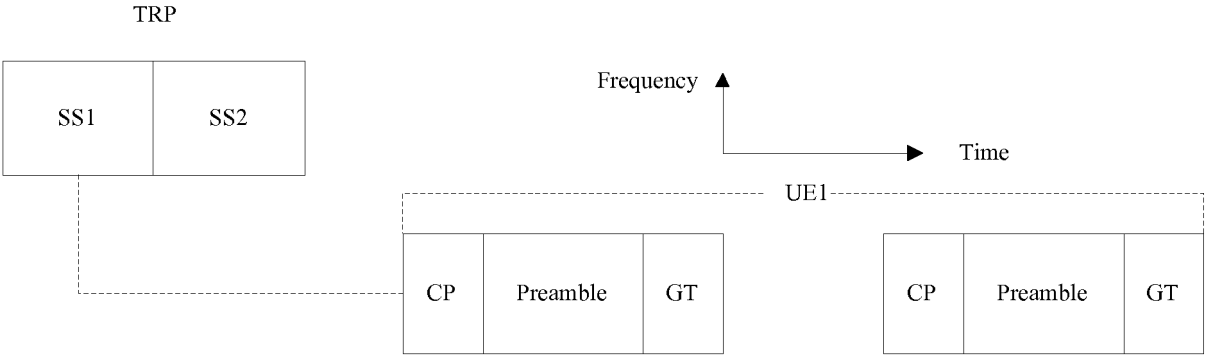 TRP
SS1 SS2
Frequency
Time
UE1
CP Preamble GT CP Preamble GT